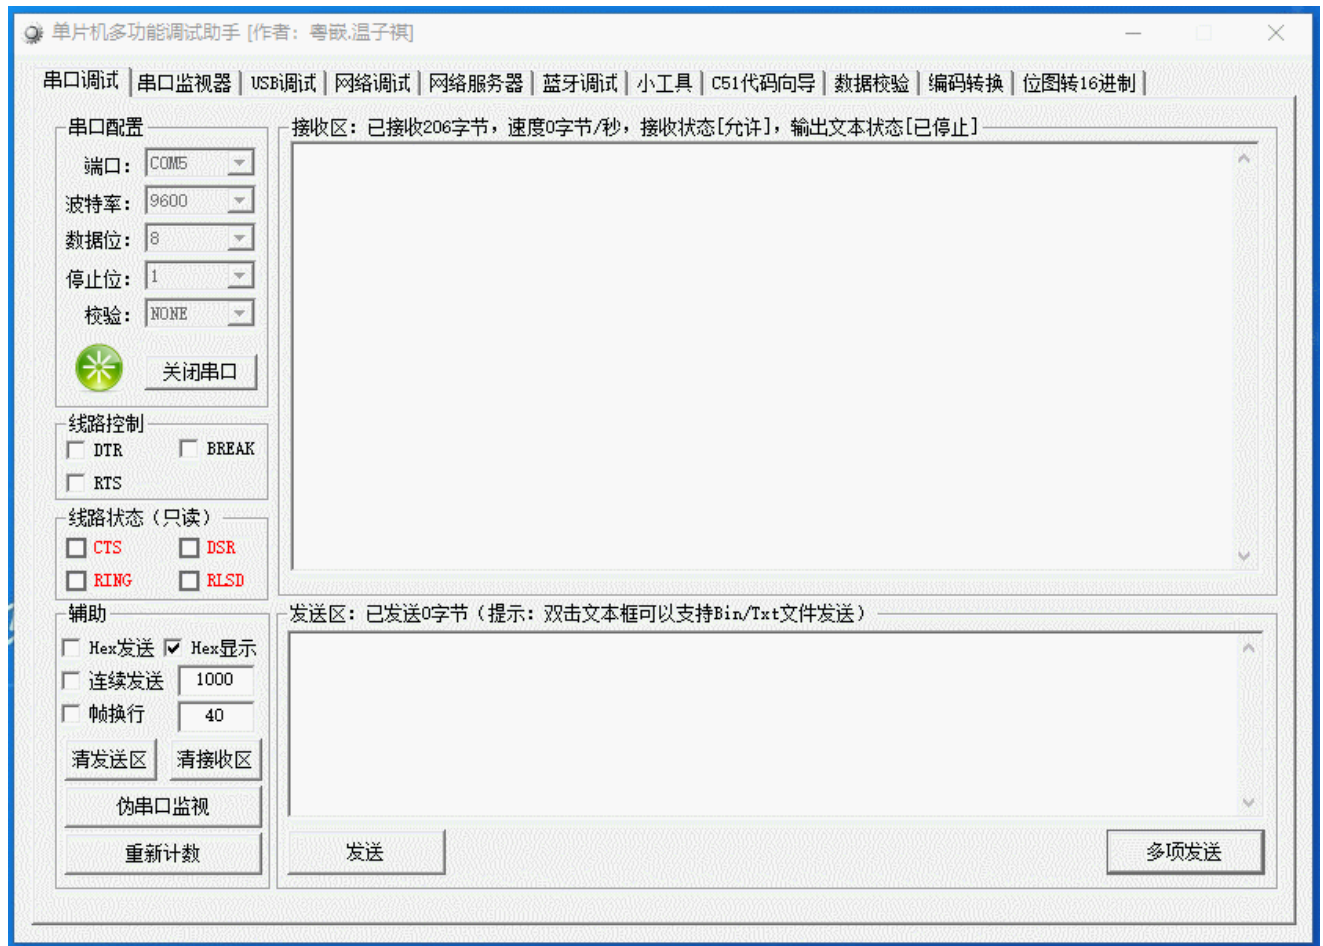 单片机多功能调试助手 [作者：粤嵌.温子祺]
串口调试 串口监视器 USB调试 网络调试 网络服务器 蓝牙调试 小工具 C51代码向导 数据校验 编码转换 位图转16进制
串口配置
端口： COM5
波特率： 9600
数据位： 8
停止位： 1
校验： NONE
关闭串口
线路控制
DTR BREAK
RTS
线路状态（只读）
CTS DSR
RING RLSD
辅助
Hex发送 Hex显示
连续发送 1000
帧换行 40
清发送区 清接收区
伪串口监视
重新计数
接收区：已接收206字节，速度0字节/秒，接收状态[允许]，输出文本状态[已停止]
发送区：已发送0字节（提示：双击文本框可以支持Bin/Txt文件发送）
发送 多项发送